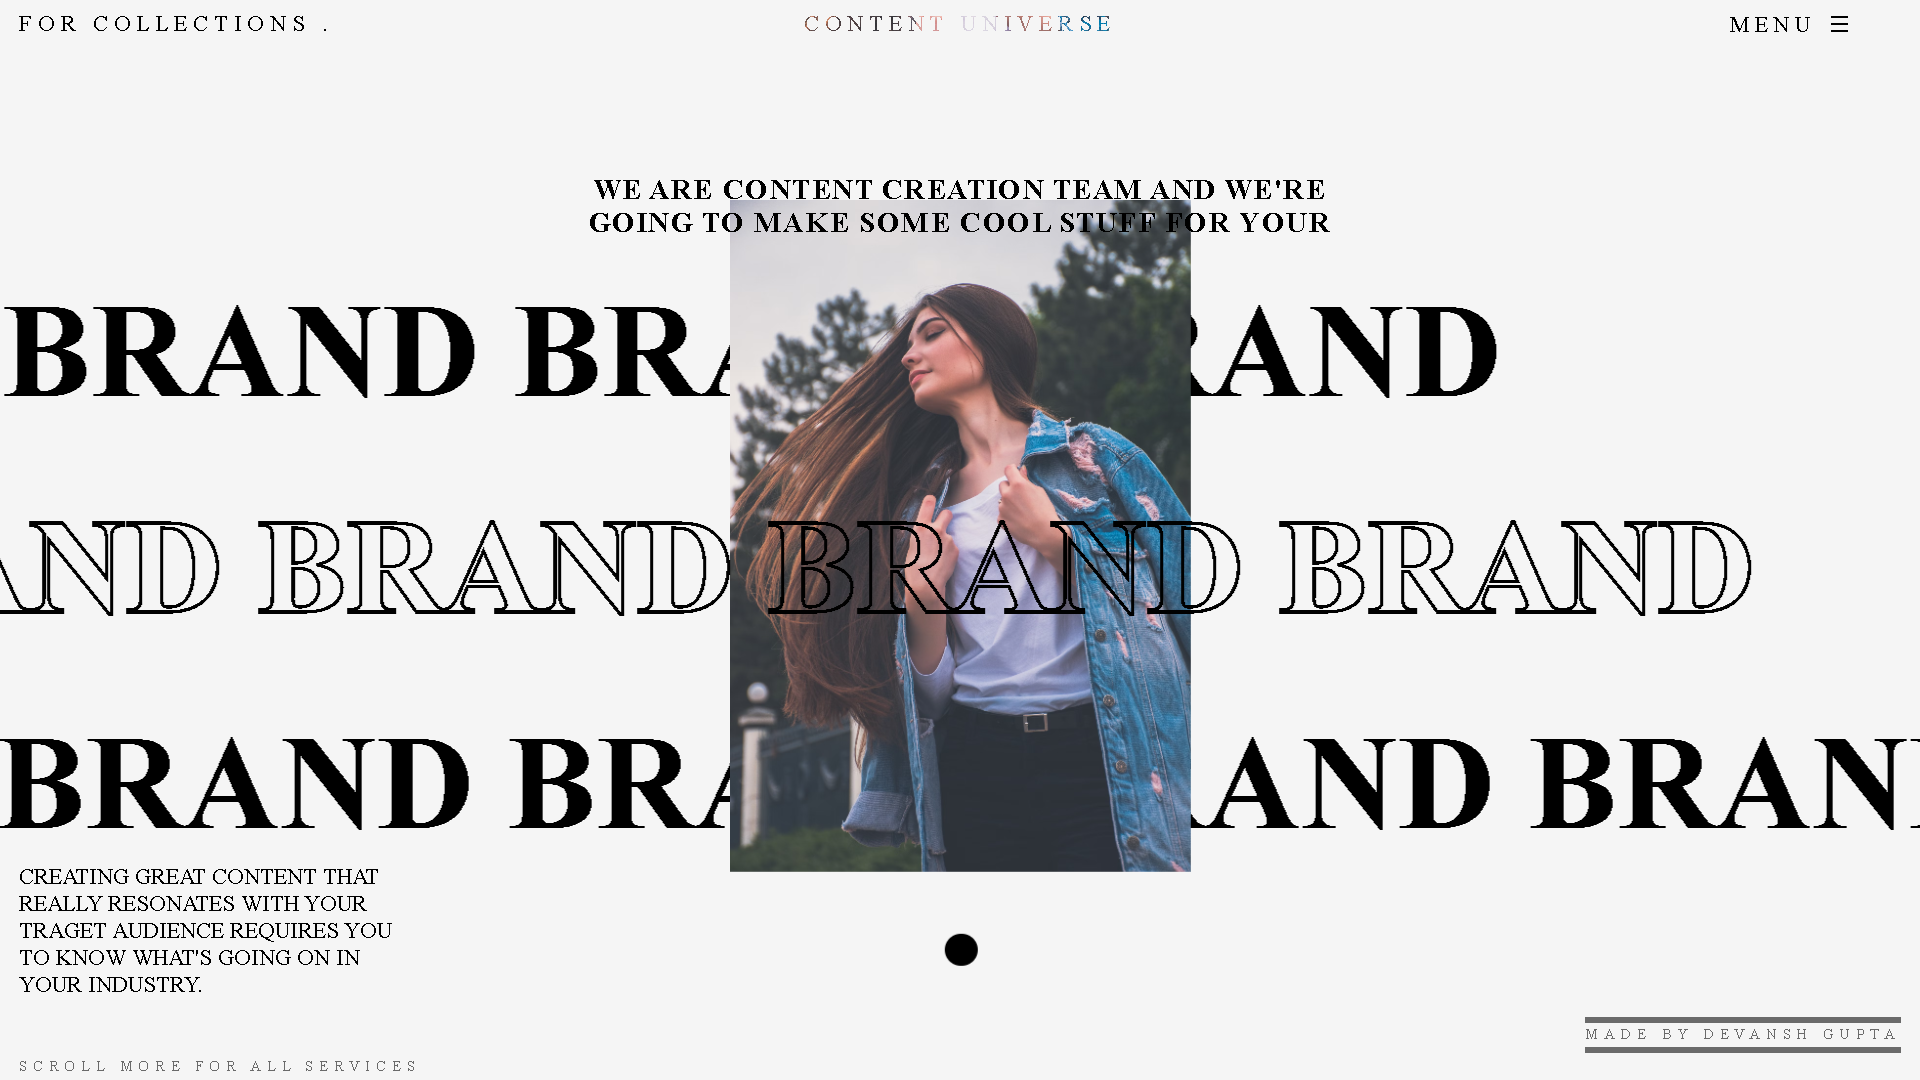 FOR COLLECTIONS .
CONTENT UNIVERSE
MENU ☰
WE ARE CONTENT CREATION TEAM AND WE'RE
GOING TO MAKE SOME COOL STUFF FOR YOUR
BRAND BRA RAND
AND BRAND BRAND BRAND
BRAND BRA AND BRAN
CREATING GREAT CONTENT THAT
REALLY RESONATES WITH YOUR
TRAGET AUDIENCE REQUIRES YOU
TO KNOW WHAT'S GOING ON IN
YOUR INDUSTRY.
MADE BY DEVANSH GUPTA
SCROLL MORE FOR ALL SERVICES